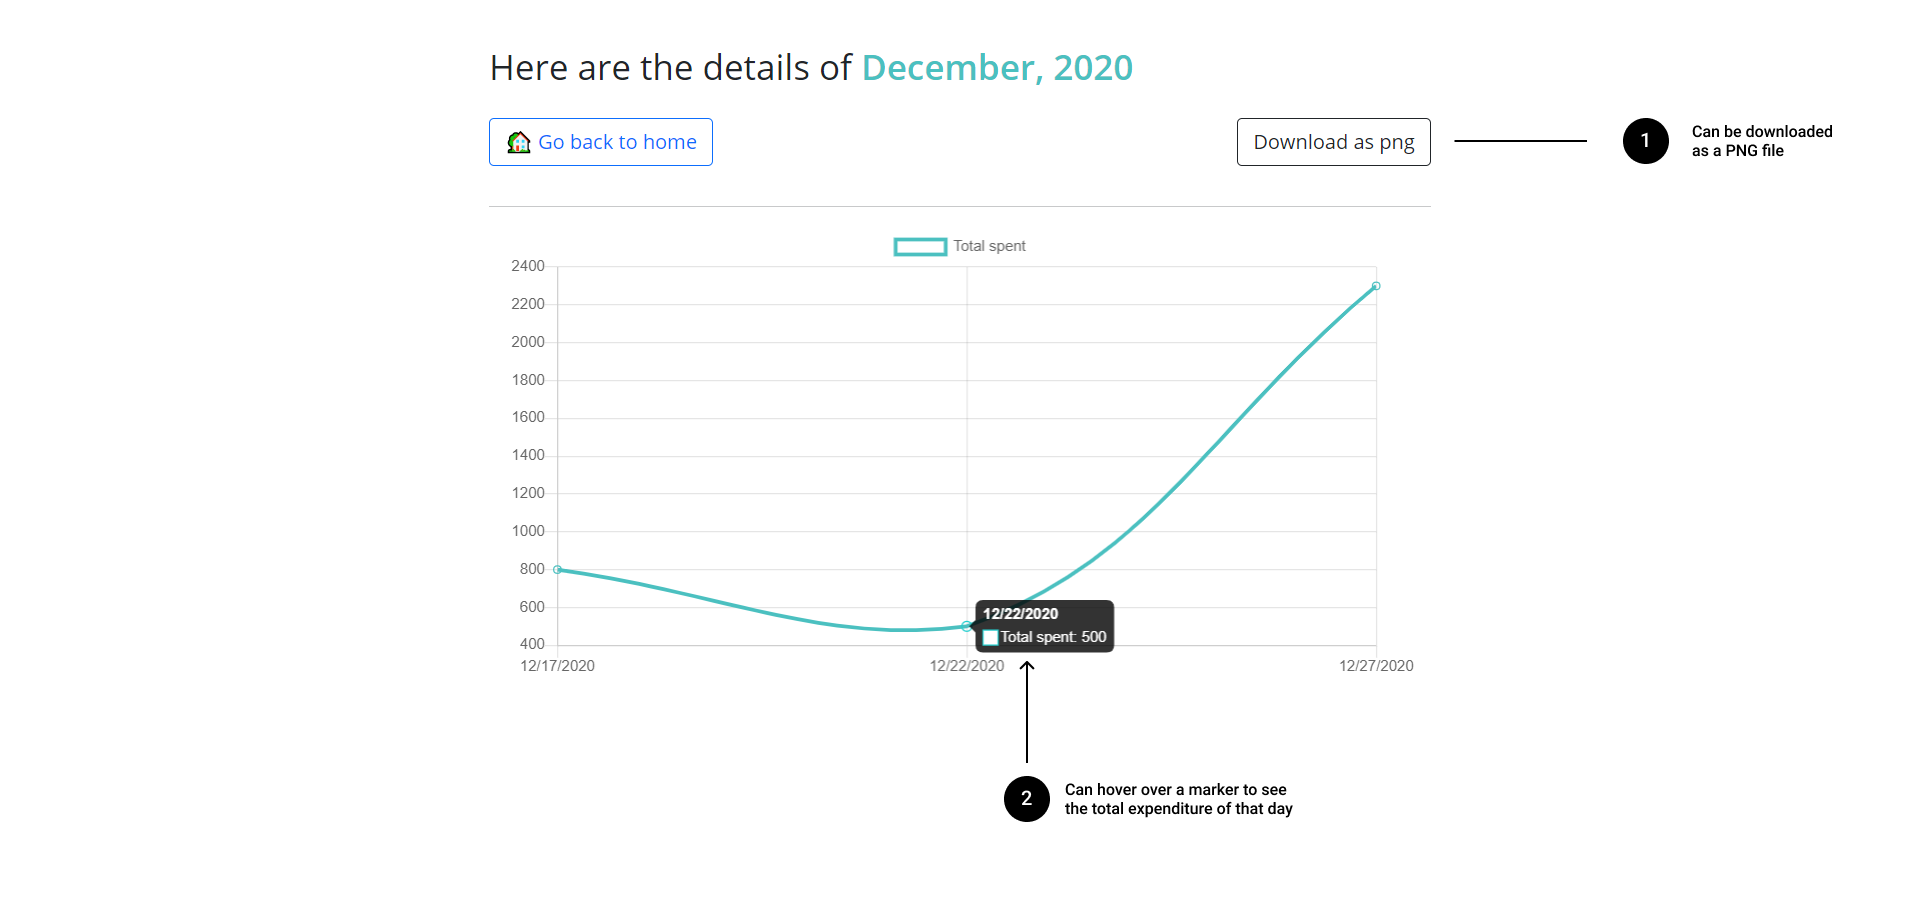 Here are the details of December, 2020
Go back to home
Download as png
1
Can be downloaded
as a PNG file
Total spent
2400
2200
2000
1800
1600
1400
1200
1000
800
600
400
12/22/2020
Total spent: 500
12/17/2020
12/22/2020
12/27/2020
2
Can hover over a marker to see
the total expenditure of that day